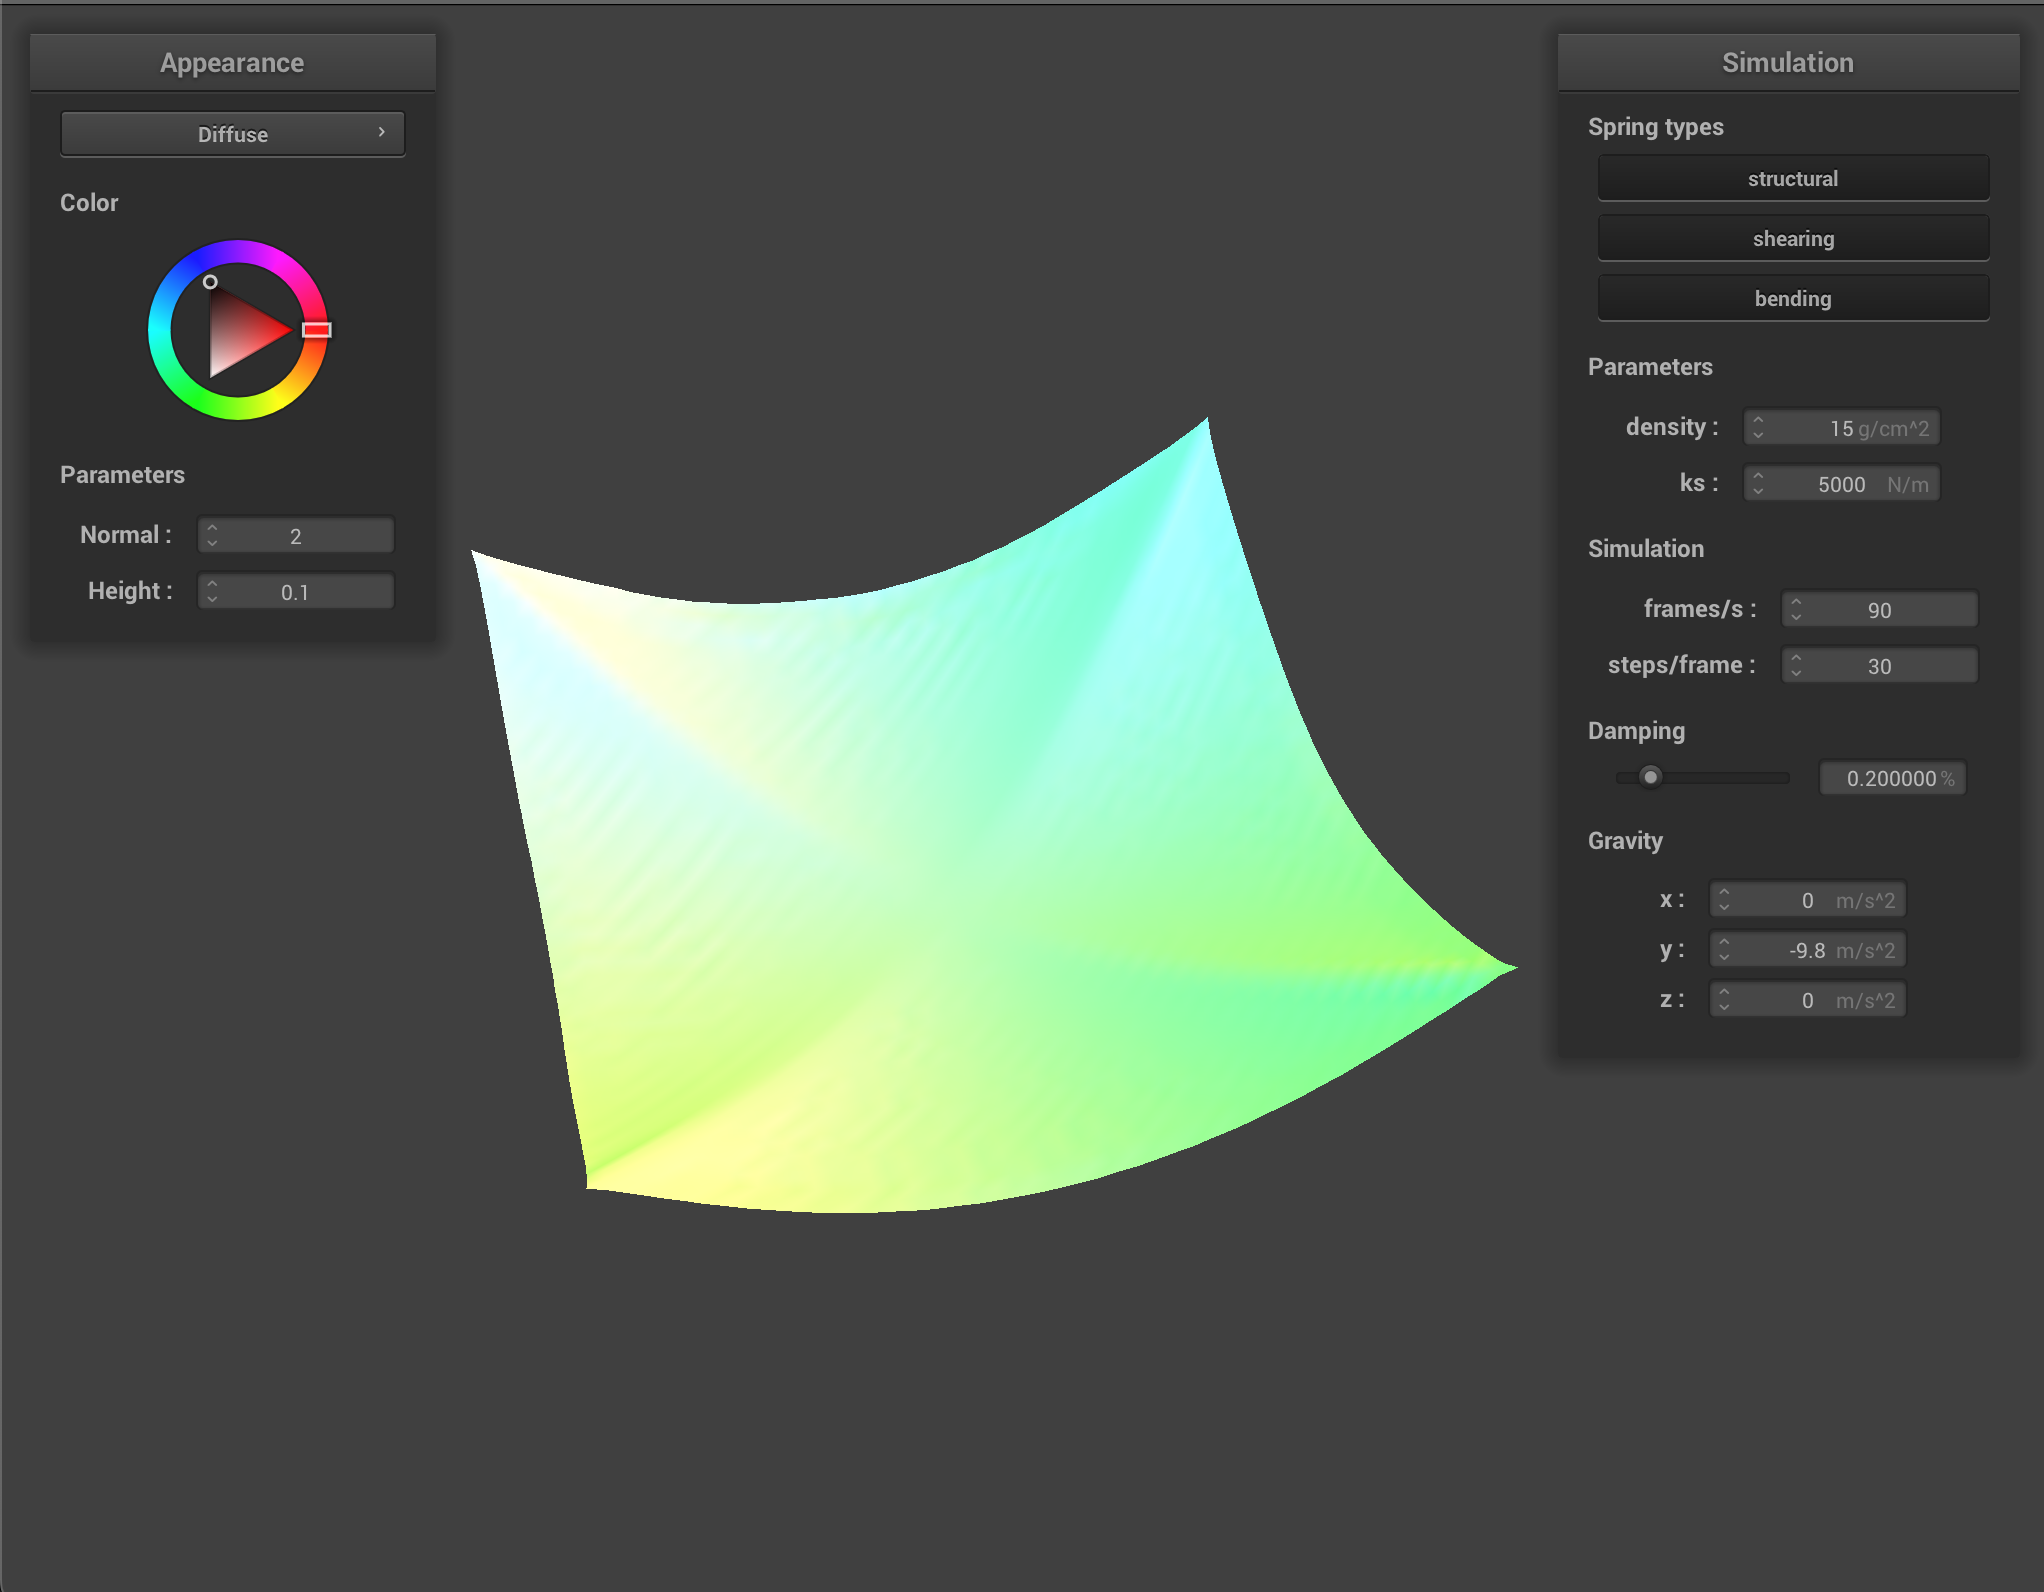 Appearance
Diffuse
Color
Parameters
Normal : 2
Height : 0.1
Simulation
Spring types
structural
shearing
bending
Parameters
density : 15 g/cm^2
ks : 5000 N/m
Simulation
frames/s : 90
steps/frame : 30
Damping
0.200000 %
Gravity
x : 0 m/s^2
y : -9.8 m/s^2
z : 0 m/s^2